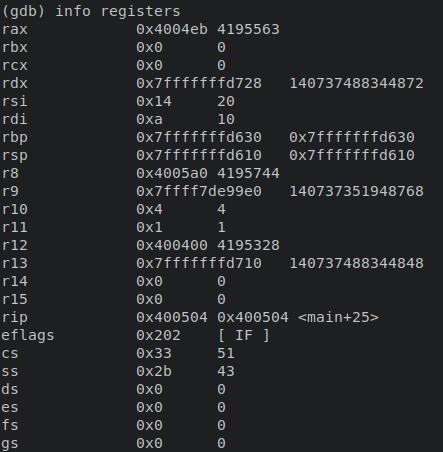 (gdb) info registers
rax            0x4004eb 4195563
rbx            0x0      0
rcx            0x0      0
rdx            0x7fffffffd728   140737488344872
rsi            0x14     20
rdi            0xa      10
rbp            0x7fffffffd630   0x7fffffffd630
rsp            0x7fffffffd610   0x7fffffffd610
r8             0x4005a0 4195744
r9             0x7ffff7de99e0   140737351948768
r10            0x4      4
r11            0x1      1
r12            0x400400 4195328
r13            0x7fffffffd710   140737488344848
r14            0x0      0
r15            0x0      0
rip            0x400504 0x400504 <main+25>
eflags         0x202    [ IF ]
cs             0x33     51
ss             0x2b     43
ds             0x0      0
es             0x0      0
fs             0x0      0
gs             0x0      0